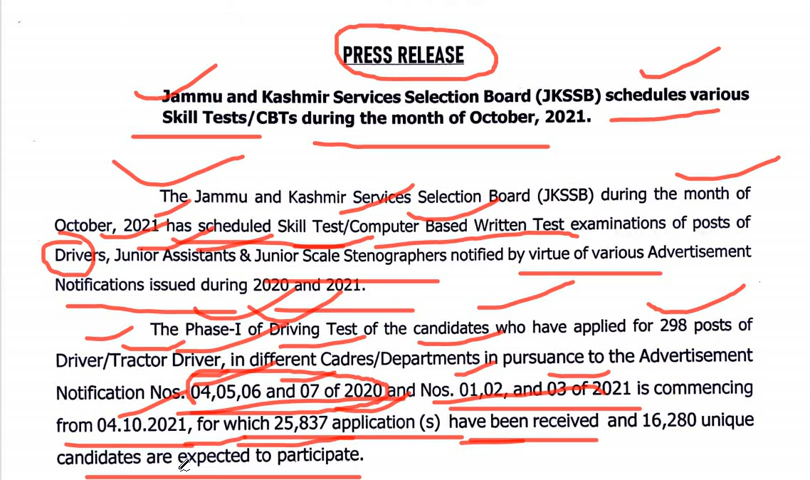 PRESS RELEASE
Jammu and Kashmir Services Selection Board (JKSSB) schedules various
Skill Tests/CBTs during the month of October, 2021.
The Jammu and Kashmir Services Selection Board (JKSSB) during the month of
October, 2021 has scheduled Skill Test/Computer Based Written Test examinations of posts of
Drivers, Junior Assistants & Junior Scale Stenographers notified by virtue of various Advertisement
Notifications issued during 2020 and 2021.
The Phase-I of Driving Test of the candidates who have applied for 298 posts of
Driver/Tractor Driver, in different Cadres/Departments in pursuance to the Advertisement
Notification Nos. 04,05,06 and 07 of 2020 and Nos. 01,02, and 03 of 2021 is commencing
from 04.10.2021, for which 25,837 application (s) have been received and 16,280 unique
candidates are expected to participate.